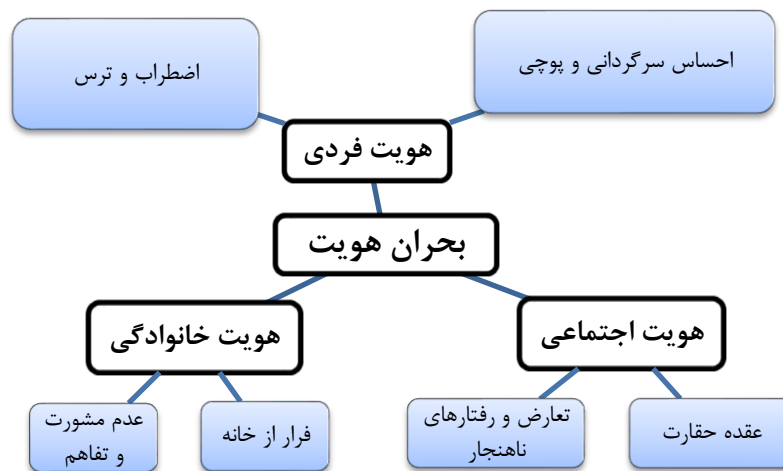 احساس سرگردانی و پوچی
اضطراب و ترس
هویت فردی
بحران هویت
هویت اجتماعی
هویت خانوادگی
عقده حقارت
تعارض و رفتارهای
ناهنجار
فرار از خانه
عدم مشورت
و تفاهم